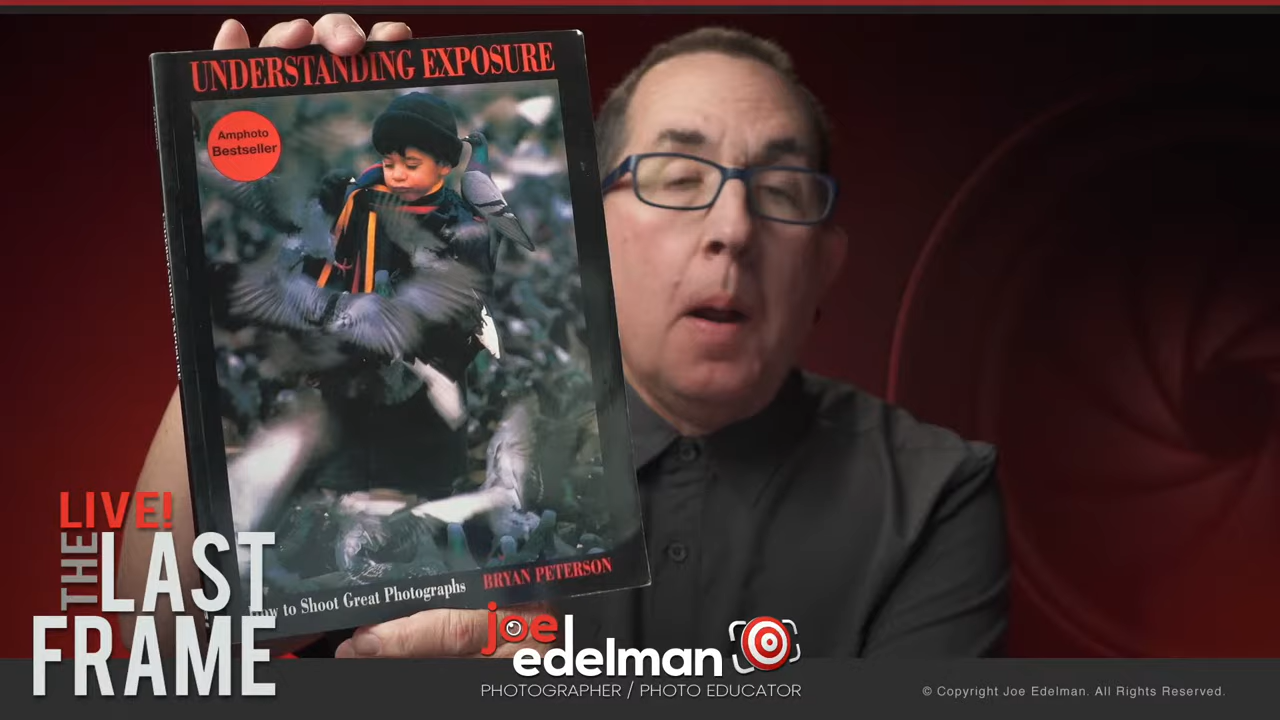 UNDERSTANDING EXPOSURE
Amphoto
Bestseller
How to Shoot Great Photographs
BRYAN PETERSON
LIVE!
THE LAST
FRAME
joe
edelman
PHOTOGRAPHER / PHOTO EDUCATOR
© Copyright Joe Edelman. All Rights Reserved.